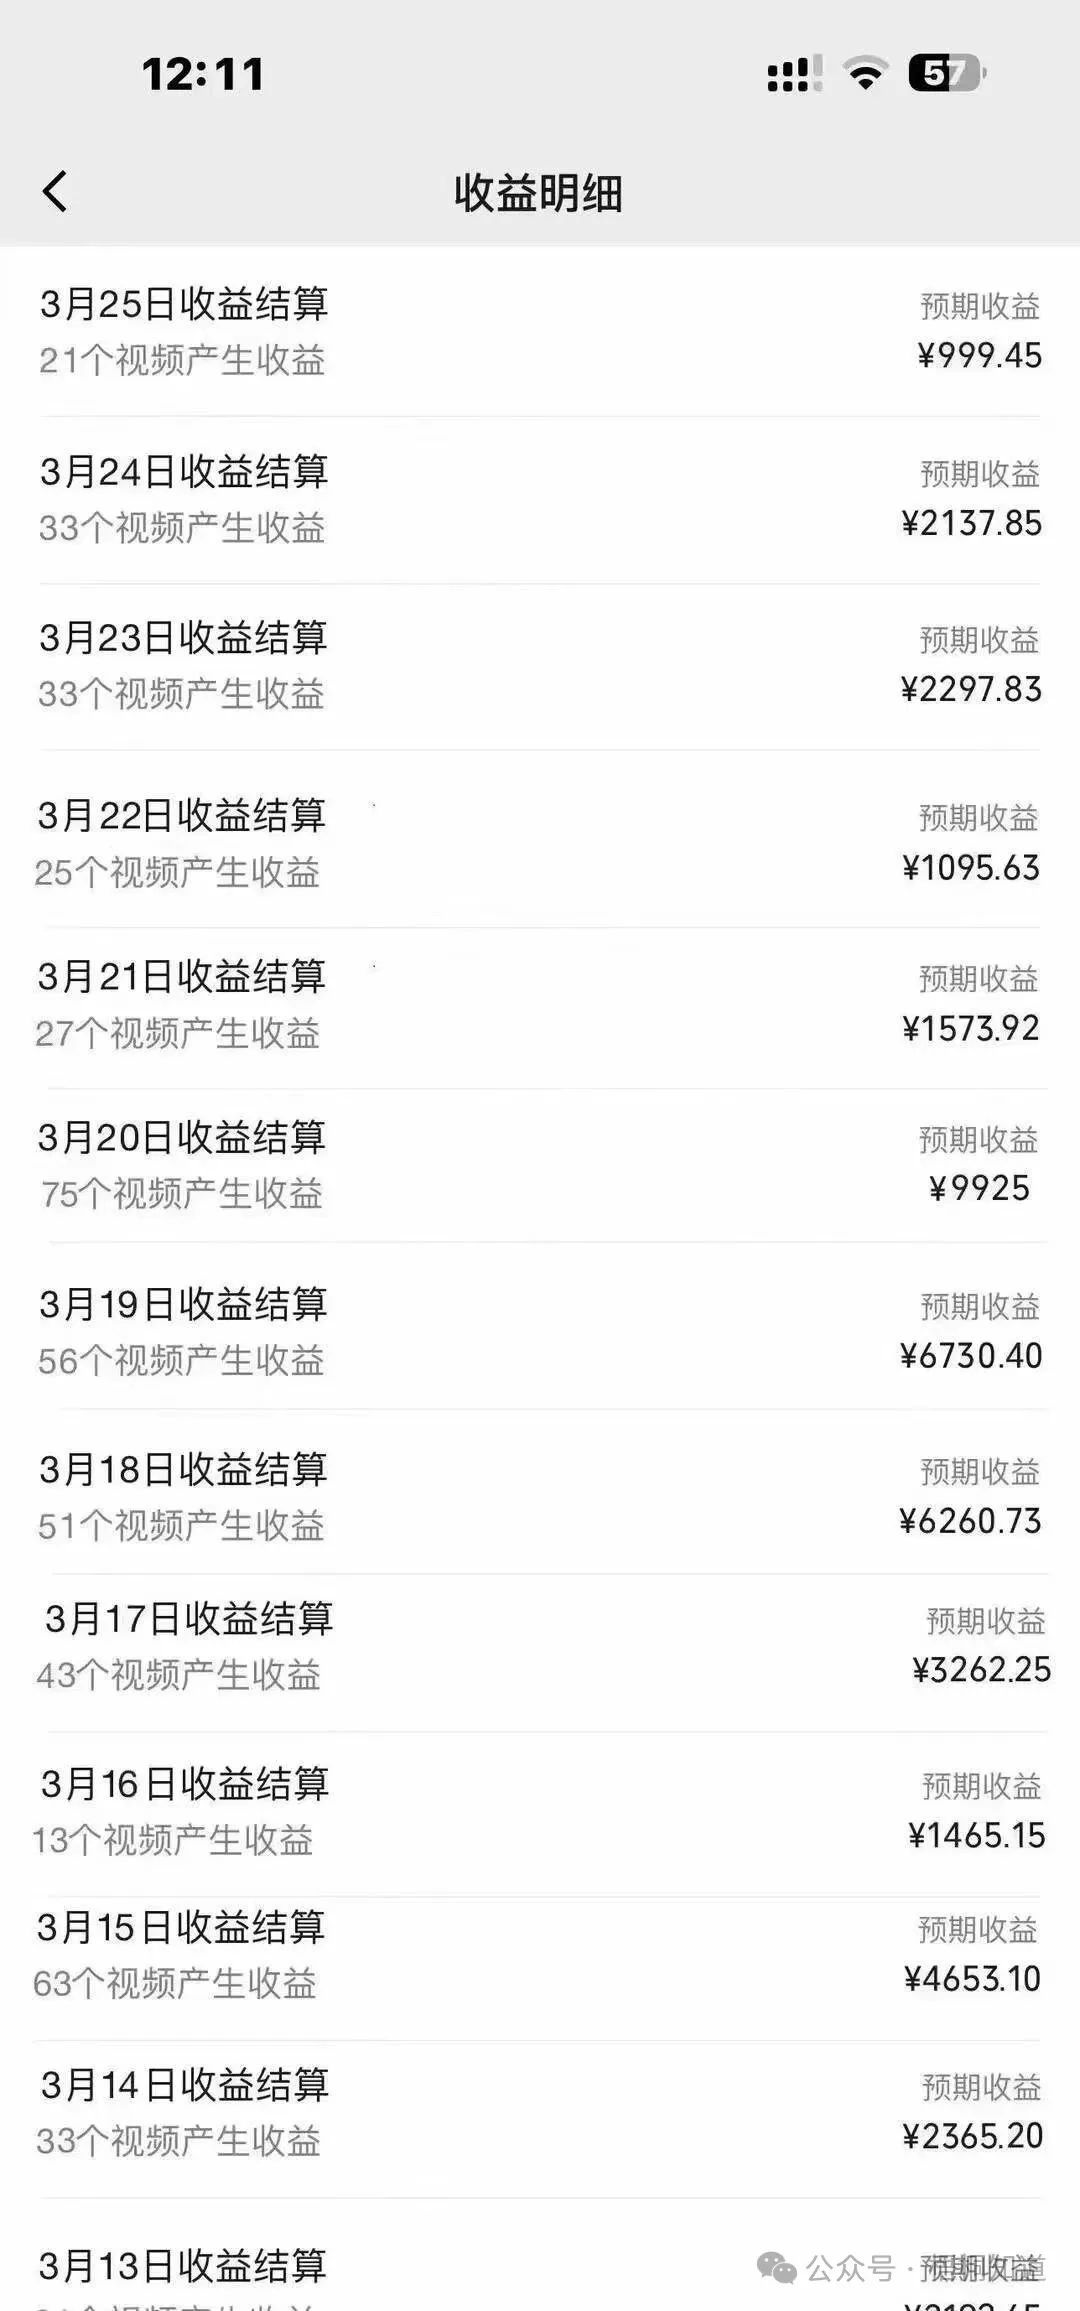 12:11
57
收益明细
3月25日收益结算
预期收益
21个视频产生收益
¥999.45
3月24日收益结算
预期收益
33个视频产生收益
¥2137.85
3月23日收益结算
预期收益
33个视频产生收益
¥2297.83
3月22日收益结算
预期收益
25个视频产生收益
¥1095.63
3月21日收益结算
预期收益
27个视频产生收益
¥1573.92
3月20日收益结算
预期收益
75个视频产生收益
¥9925
3月19日收益结算
预期收益
56个视频产生收益
¥6730.40
3月18日收益结算
预期收益
51个视频产生收益
¥6260.73
3月17日收益结算
预期收益
43个视频产生收益
¥3262.25
3月16日收益结算
预期收益
13个视频产生收益
¥1465.15
3月15日收益结算
预期收益
63个视频产生收益
¥4653.10
3月14日收益结算
预期收益
33个视频产生收益
¥2365.20
3月13日收益结算
预期收益
公众号 ·